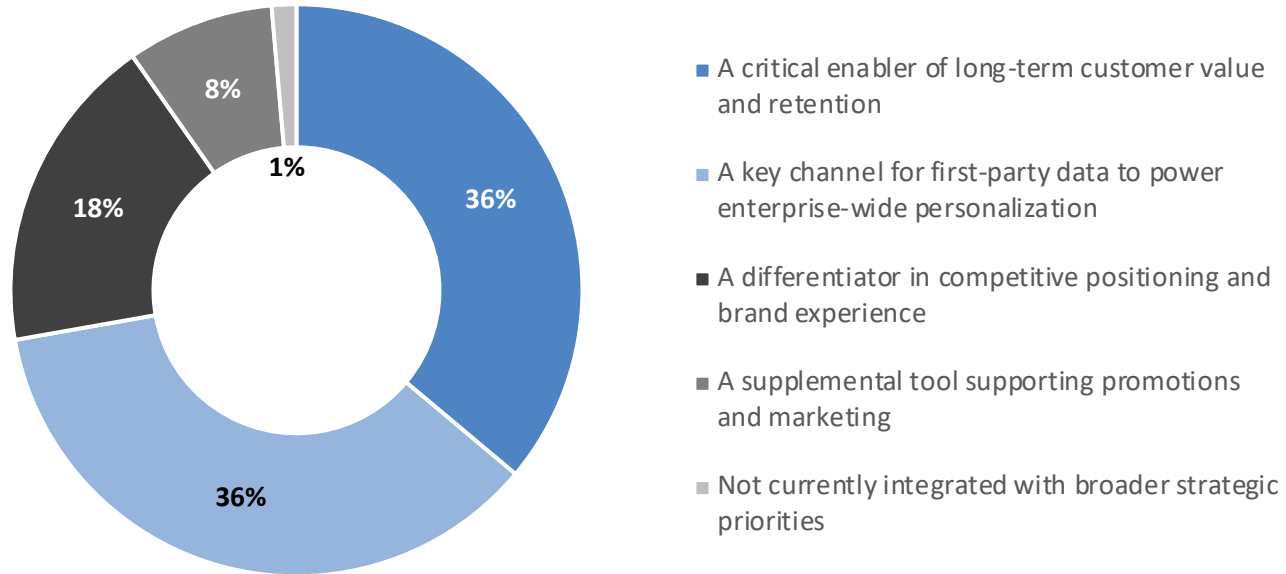 8%
1%
36%
18%
36%
A critical enabler of long-term customer value
and retention
A key channel for first-party data to power
enterprise-wide personalization
A differentiator in competitive positioning and
brand experience
A supplemental tool supporting promotions
and marketing
Not currently integrated with broader strategic
priorities